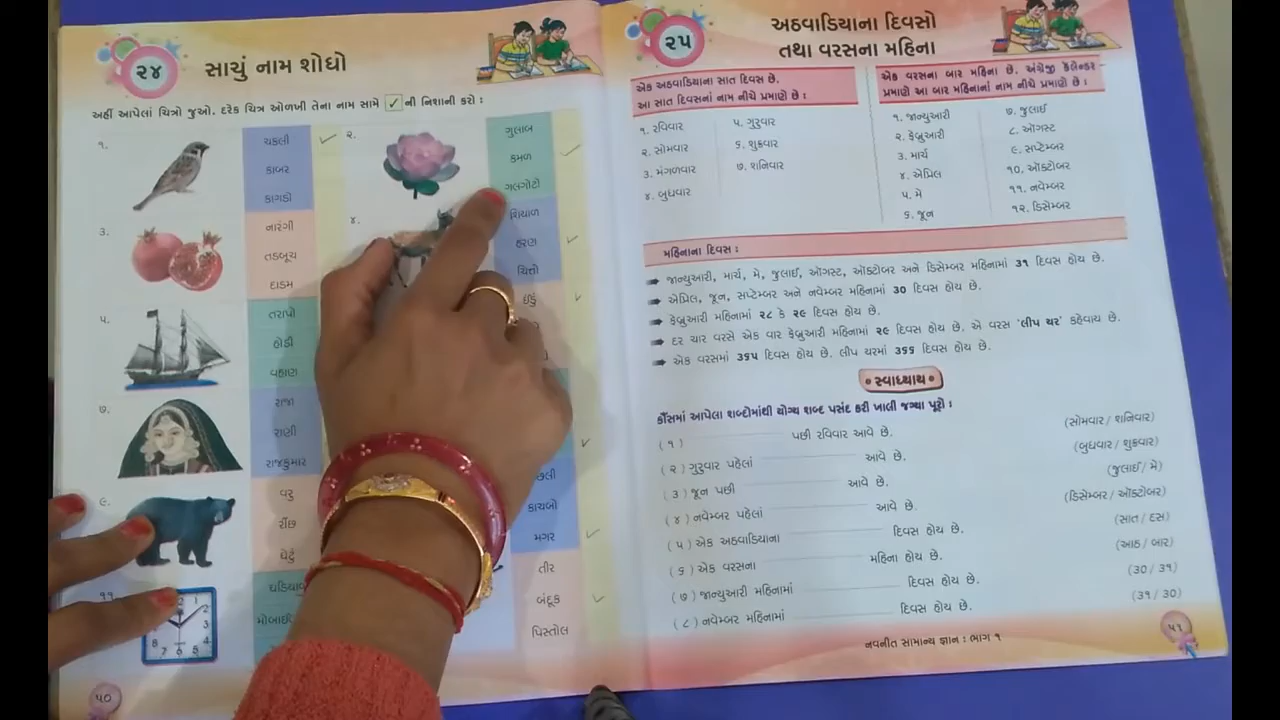 ૨૪
સાચું નામ શોધો
અહીં આપેલાં ચિત્રો જુઓ. દરેક ચિત્ર ઓળખી તેના નામ સામે ✓ ની નિશાની કરો :
૧.
ચકલી
કાબર
કાગડો
૨.
ગુલાબ
કમળ
ગલગોટો
૩.
નારંગી
તડબૂચ
દાડમ
૪.
શિયાળ
હરણ
ચિત્તો
૫.
તરાપો
હોડી
વહાણ
ઈંડું
૭.
રાજા
રાણી
રાજકુમાર
કાચબો
મગર
૯.
વરુ
રીંછ
ઘેટું
તીર
બંદૂક
પિસ્તોલ
૧૧.
૫૦
૨૫
અઠવાડિયાના દિવસો
તથા વરસના મહિના
એક અઠવાડિયાના સાત દિવસ છે.
આ સાત દિવસનાં નામ નીચે પ્રમાણે છે :
૧. રવિવાર
૨. સોમવાર
૩. મંગળવાર
૪. બુધવાર
૫. ગુરુવાર
૬. શુક્રવાર
૭. શનિવાર
એક વરસના બાર મહિના છે. અંગ્રેજી કૅલેન્ડર
પ્રમાણે આ બાર મહિનાનાં નામ નીચે પ્રમાણે છે :
૧. જાન્યુઆરી
૨. ફેબ્રુઆરી
૩. માર્ચ
૪. એપ્રિલ
૫. મે
૬. જૂન
૭. જુલાઈ
૮. ઑગસ્ટ
૯. સપ્ટેમ્બર
૧૦. ઑક્ટોબર
૧૧. નવેમ્બર
૧૨. ડિસેમ્બર
મહિનાના દિવસ :
જાન્યુઆરી, માર્ચ, મે, જુલાઈ, ઑગસ્ટ, ઑક્ટોબર અને ડિસેમ્બર મહિનામાં ૩૧ દિવસ હોય છે.
એપ્રિલ, જૂન, સપ્ટેમ્બર અને નવેમ્બર મહિનામાં ૩૦ દિવસ હોય છે.
ફેબ્રુઆરી મહિનામાં ૨૮ કે ૨૯ દિવસ હોય છે.
દર ચાર વરસે એક વાર ફેબ્રુઆરી મહિનામાં ૨૯ દિવસ હોય છે. એ વરસ 'લીપ યર' કહેવાય છે.
એક વરસમાં ૩૬૫ દિવસ હોય છે. લીપ યરમાં ૩૬૬ દિવસ હોય છે.
સ્વાધ્યાય
કૌંસમાં આપેલા શબ્દોમાંથી યોગ્ય શબ્દ પસંદ કરી ખાલી જગ્યા પૂરો :
(૧) પછી રવિવાર આવે છે. (સોમવાર / શનિવાર)
(૨) ગુરુવાર પહેલાં આવે છે. (બુધવાર / શુક્રવાર)
(૩) જૂન પછી આવે છે. (જુલાઈ / મે)
(૪) નવેમ્બર પહેલાં આવે છે. (ડિસેમ્બર / ઑક્ટોબર)
(૫) એક અઠવાડિયાના દિવસ હોય છે. (સાત / દસ)
(૬) એક વરસના મહિના હોય છે. (આઠ / બાર)
(૭) જાન્યુઆરી મહિનામાં દિવસ હોય છે. (૩૦ / ૩૧)
(૮) નવેમ્બર મહિનામાં દિવસ હોય છે. (૩૧ / ૩૦)
નવનીત સામાન્ય જ્ઞાન : ભાગ ૧
૫૧